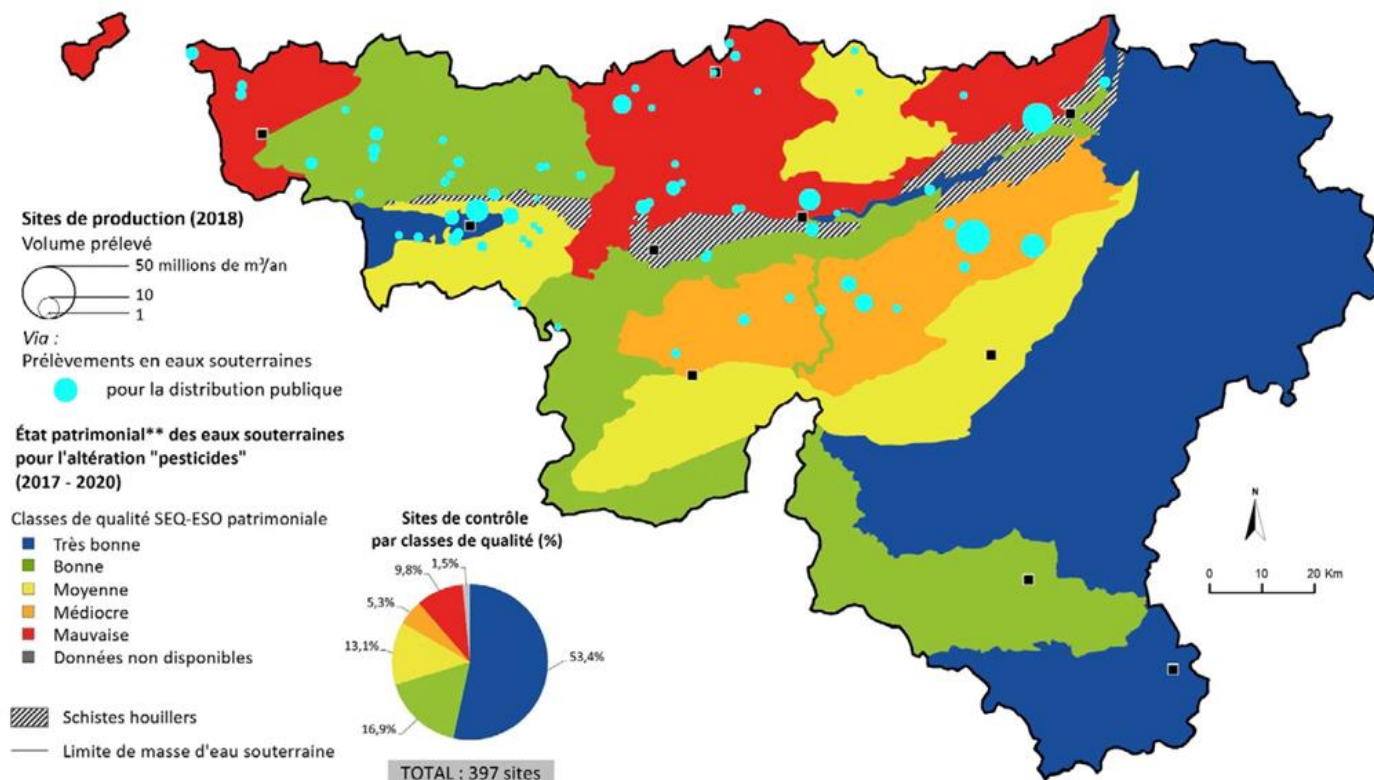 Sites de production (2018)
Volume prélevé
50 millions de m³/an
10
1
Via :
Prélèvements en eaux souterraines
pour la distribution publique
État patrimonial** des eaux souterraines
pour l'altération "pesticides"
(2017 - 2020)
Classes de qualité SEQ-ESO patrimoniale
Très bonne
Bonne
Moyenne
Médiocre
Mauvaise
Données non disponibles
Schistes houillers
Limite de masse d'eau souterraine
Sites de contrôle
par classes de qualité (%)
1,5%
9,8%
5,3%
13,1%
53,4%
16,9%
TOTAL : 397 sites
N
0 10 20 Km